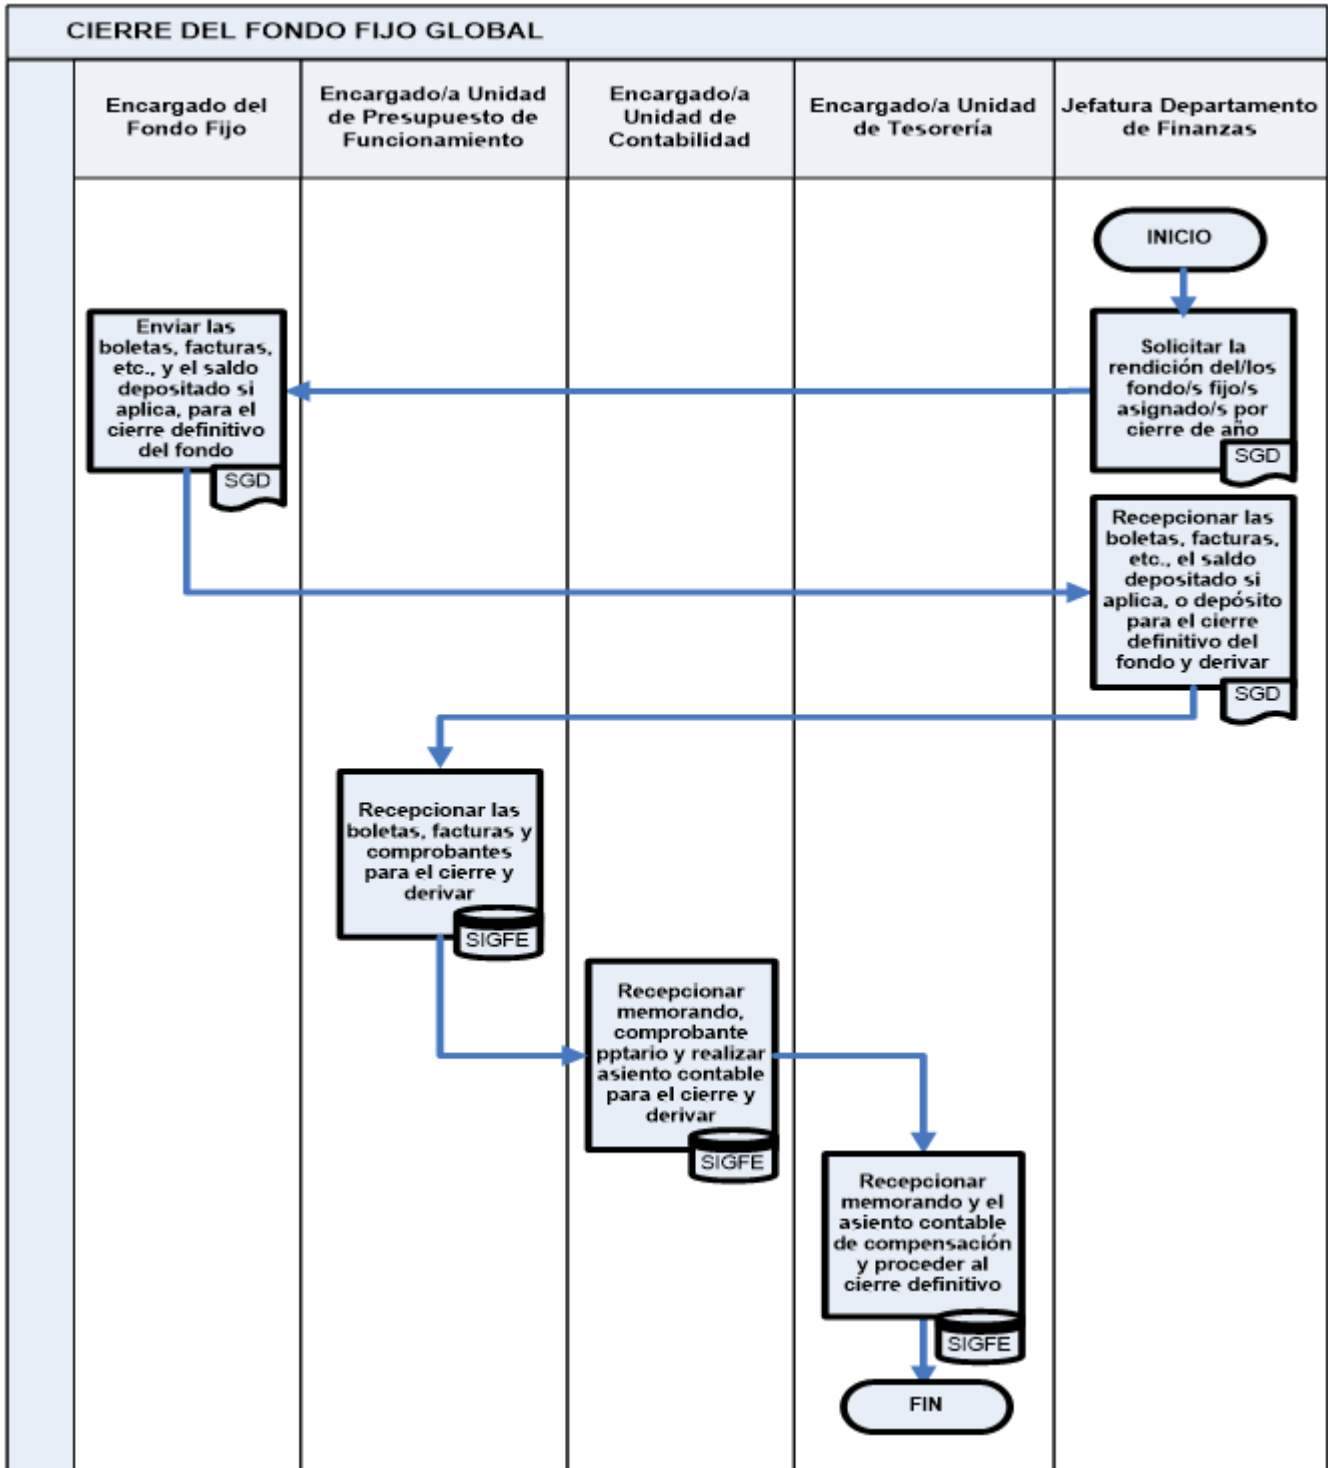 CIERRE DEL FONDO FIJO GLOBAL
Encargado del
Fondo Fijo
Encargado/a Unidad
de Presupuesto de
Funcionamiento
Encargado/a
Unidad de
Contabilidad
Encargado/a Unidad
de Tesorería
Jefatura Departamento
de Finanzas
INICIO
Solicitar la
rendición del/los
fondo/s fijo/s
asignado/s por
cierre de año
SGD
Enviar las
boletas, facturas,
etc., y el saldo
depositado si
aplica, para el
cierre definitivo
del fondo
SGD
Recepcionar las
boletas, facturas,
etc., el saldo
depositado si
aplica, o depósito
para el cierre
definitivo del
fondo y derivar
SGD
Recepcionar las
boletas, facturas y
comprobantes
para el cierre y
derivar
SIGFE
Recepcionar
memorando,
comprobante
pptario y realizar
asiento contable
para el cierre y
derivar
SIGFE
Recepcionar
memorando y el
asiento contable
de compensación
y proceder al
cierre definitivo
SIGFE
FIN